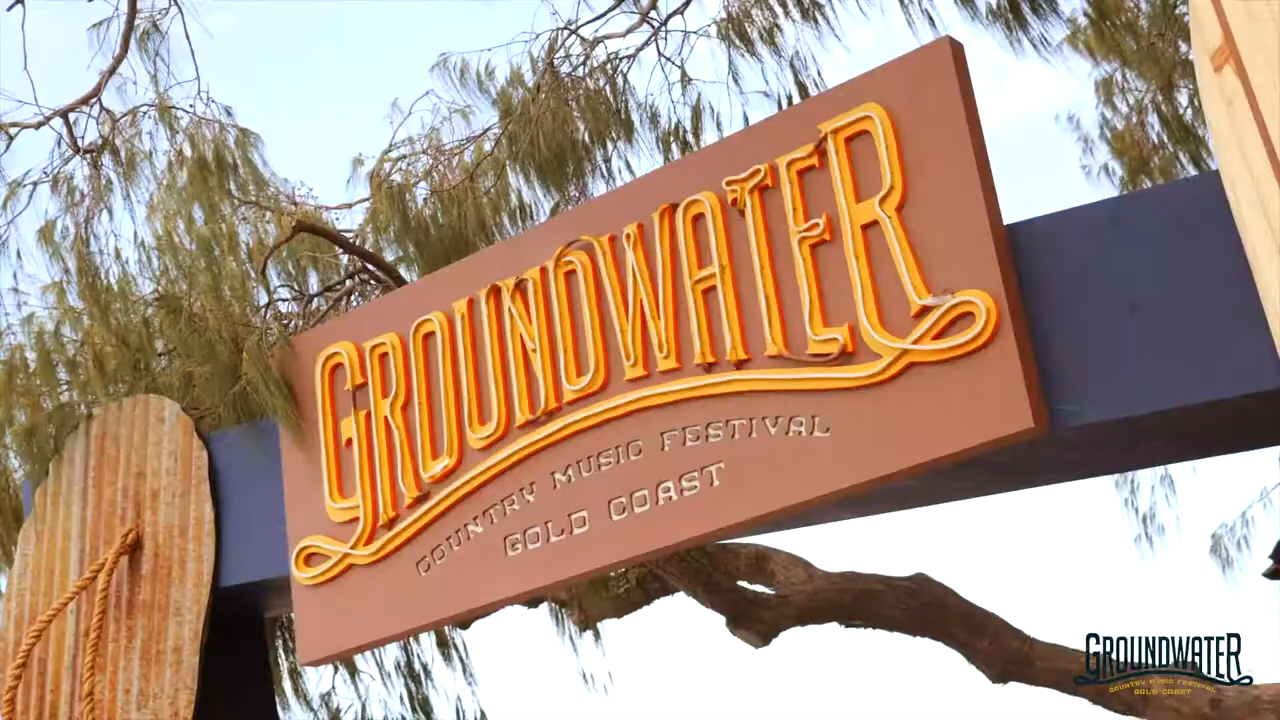 GROUNDWATER
COUNTRY MUSIC FESTIVAL
GOLD COAST
GROUNDWATER
COUNTRY MUSIC FESTIVAL
GOLD COAST